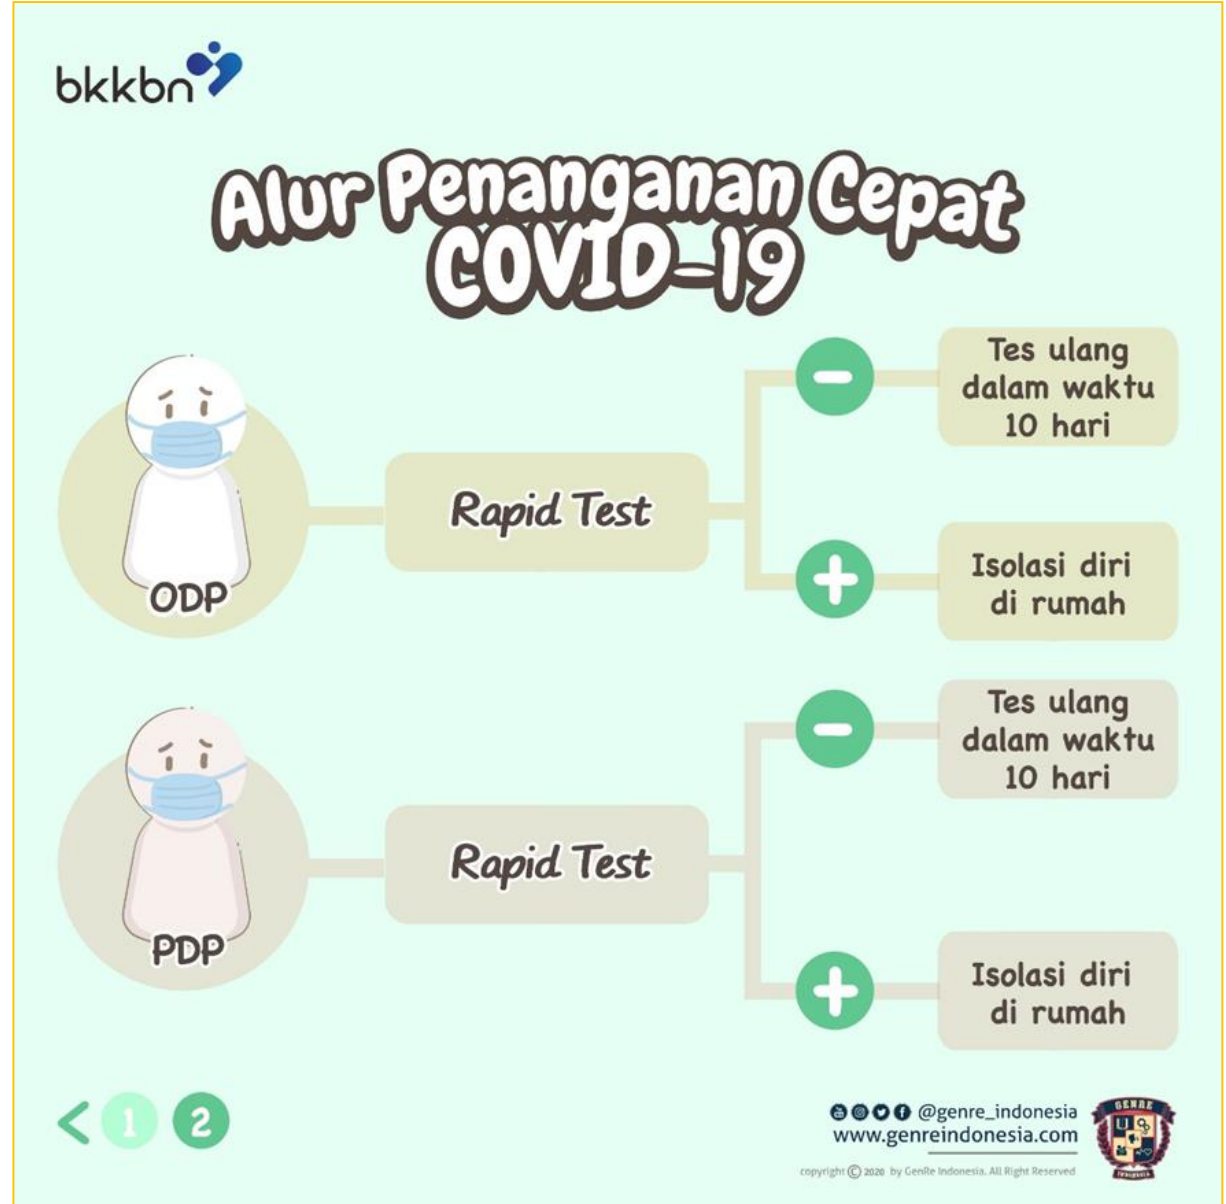 bkkbn
Alur Penanganan Cepat
COVID-19
ODP
Rapid Test
-
Tes ulang
dalam waktu
10 hari
+
Isolasi diri
di rumah
PDP
Rapid Test
-
Tes ulang
dalam waktu
10 hari
+
Isolasi diri
di rumah
< 1 2
@genre_indonesia
www.genreindonesia.com
copyright © 2020 by GenRe Indonesia. All Right Reserved
GENRE
INDONESIA